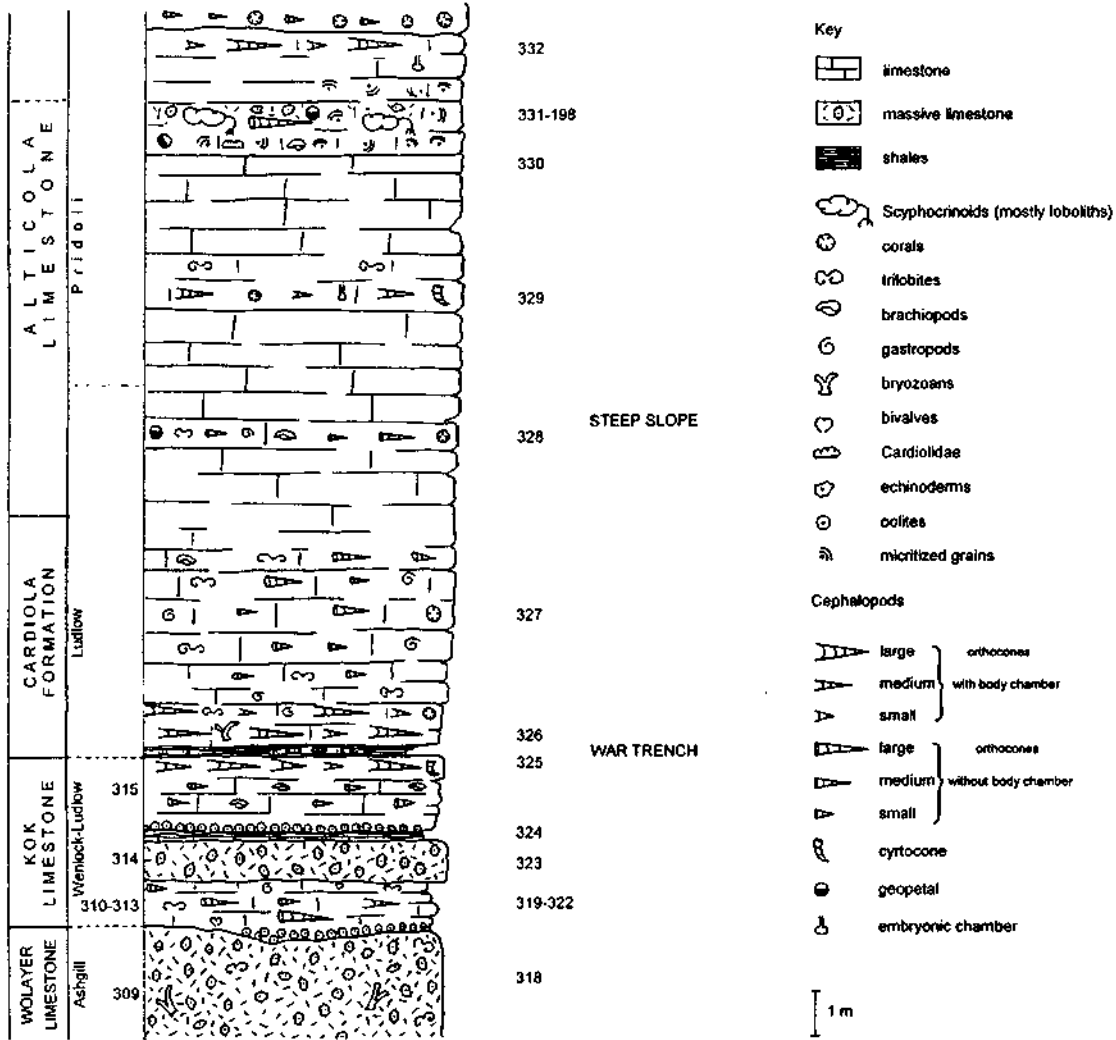 ALTICOLA
LIMESTONE
CARDIOLA
FORMATION
KOK
LIMESTONE
WOLAYER
LIMESTONE
Pridoli
Ludlow
Wenlock-Ludlow
Ashgill
315
314
310-313
309
332
331-198
330
329
328
327
326
325
324
323
319-322
318
STEEP SLOPE
WAR TRENCH
Key
limestone
massive limestone
shales
Scyphocrinoids (mostly loboliths)
corals
trilobites
brachiopods
gastropods
bryozoans
bivalves
Cardiolidae
echinoderms
oolites
micritized grains
Cephalopods
large orthocones
medium with body chamber
small
large orthocones
medium without body chamber
small
cyrtocone
geopetal
embryonic chamber
1 m